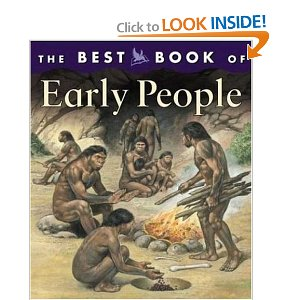 Click to LOOK INSIDE!
THE BEST BOOK OF
Early People